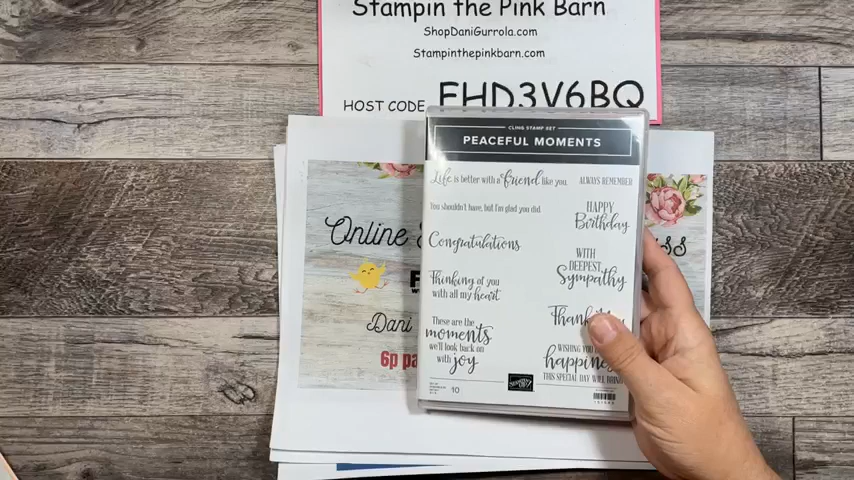 Stampin the Pink Barn
ShopDaniGurrola.com
Stampinthepinkbarn.com
HOST CODE FHD3V6BQ
CLING STAMP SET
PEACEFUL MOMENTS
Life is better with a friend like you.
ALWAYS REMEMBER
You shouldn't have, but I'm glad you did.
HAPPY
Birthday
Congratulations
WITH
DEEPEST
Sympathy
Thinking of you
with all my heart
These are the
moments
we'll look back on
with joy
WISHING
happiness
THIS SPECIAL DAY WILL BRING
10
Online
Dani
6p